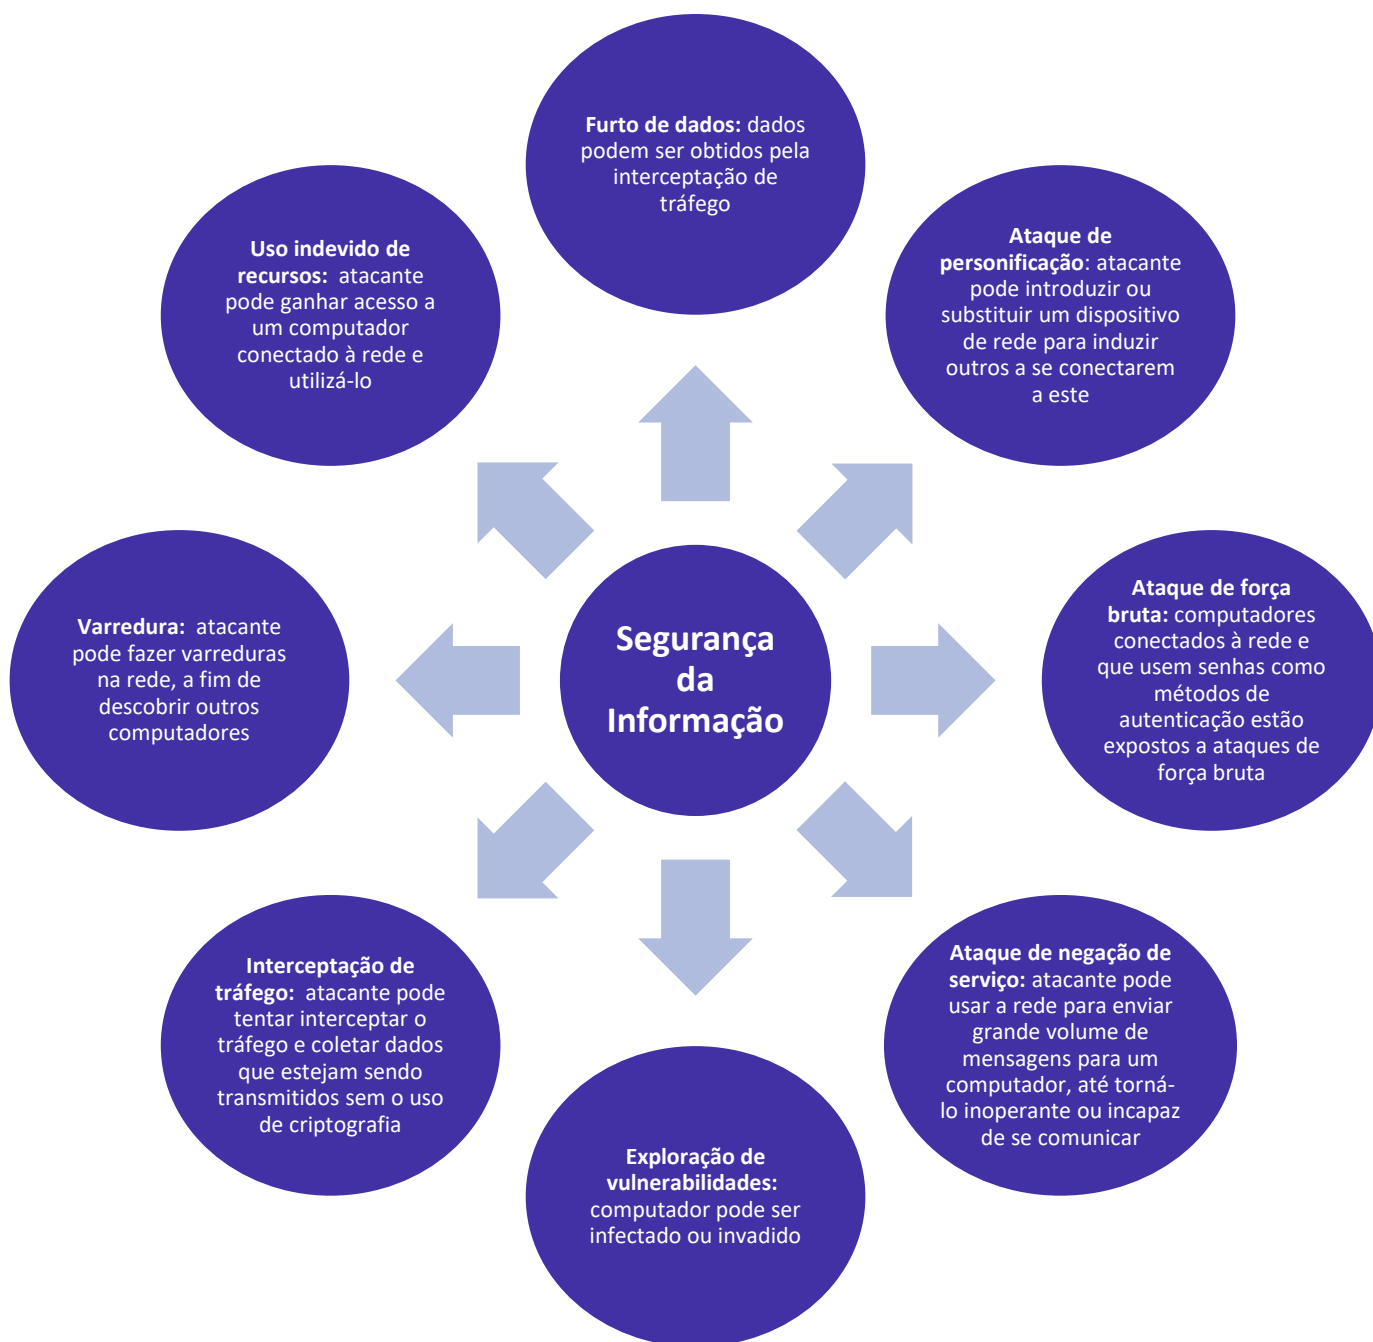 Furto de dados: dados
podem ser obtidos pela
interceptação de
tráfego
Ataque de
personificação: atacante
pode introduzir ou
substituir um dispositivo
de rede para induzir
outros a se conectarem
a este
Ataque de força
bruta: computadores
conectados à rede e
que usem senhas como
métodos de
autenticação estão
expostos a ataques de
força bruta
Ataque de negação de
serviço: atacante pode
usar a rede para enviar
grande volume de
mensagens para um
computador, até torná-
lo inoperante ou incapaz
de se comunicar
Exploração de
vulnerabilidades:
computador pode ser
infectado ou invadido
Interceptação de
tráfego: atacante pode
tentar interceptar o
tráfego e coletar dados
que estejam sendo
transmitidos sem o uso
de criptografia
Varredura: atacante
pode fazer varreduras
na rede, a fim de
descobrir outros
computadores
Uso indevido de
recursos: atacante
pode ganhar acesso a
um computador
conectado à rede e
utilizá-lo
Segurança
da
Informação